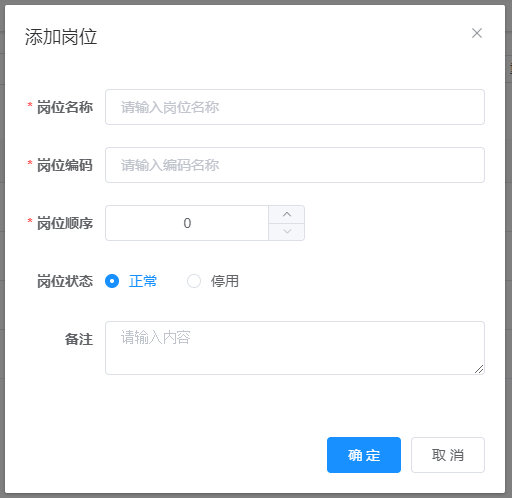 添加岗位
* 岗位名称 请输入岗位名称
* 岗位编码 请输入编码名称
* 岗位顺序 0
岗位状态 正常 停用
备注 请输入内容
确 定 取 消